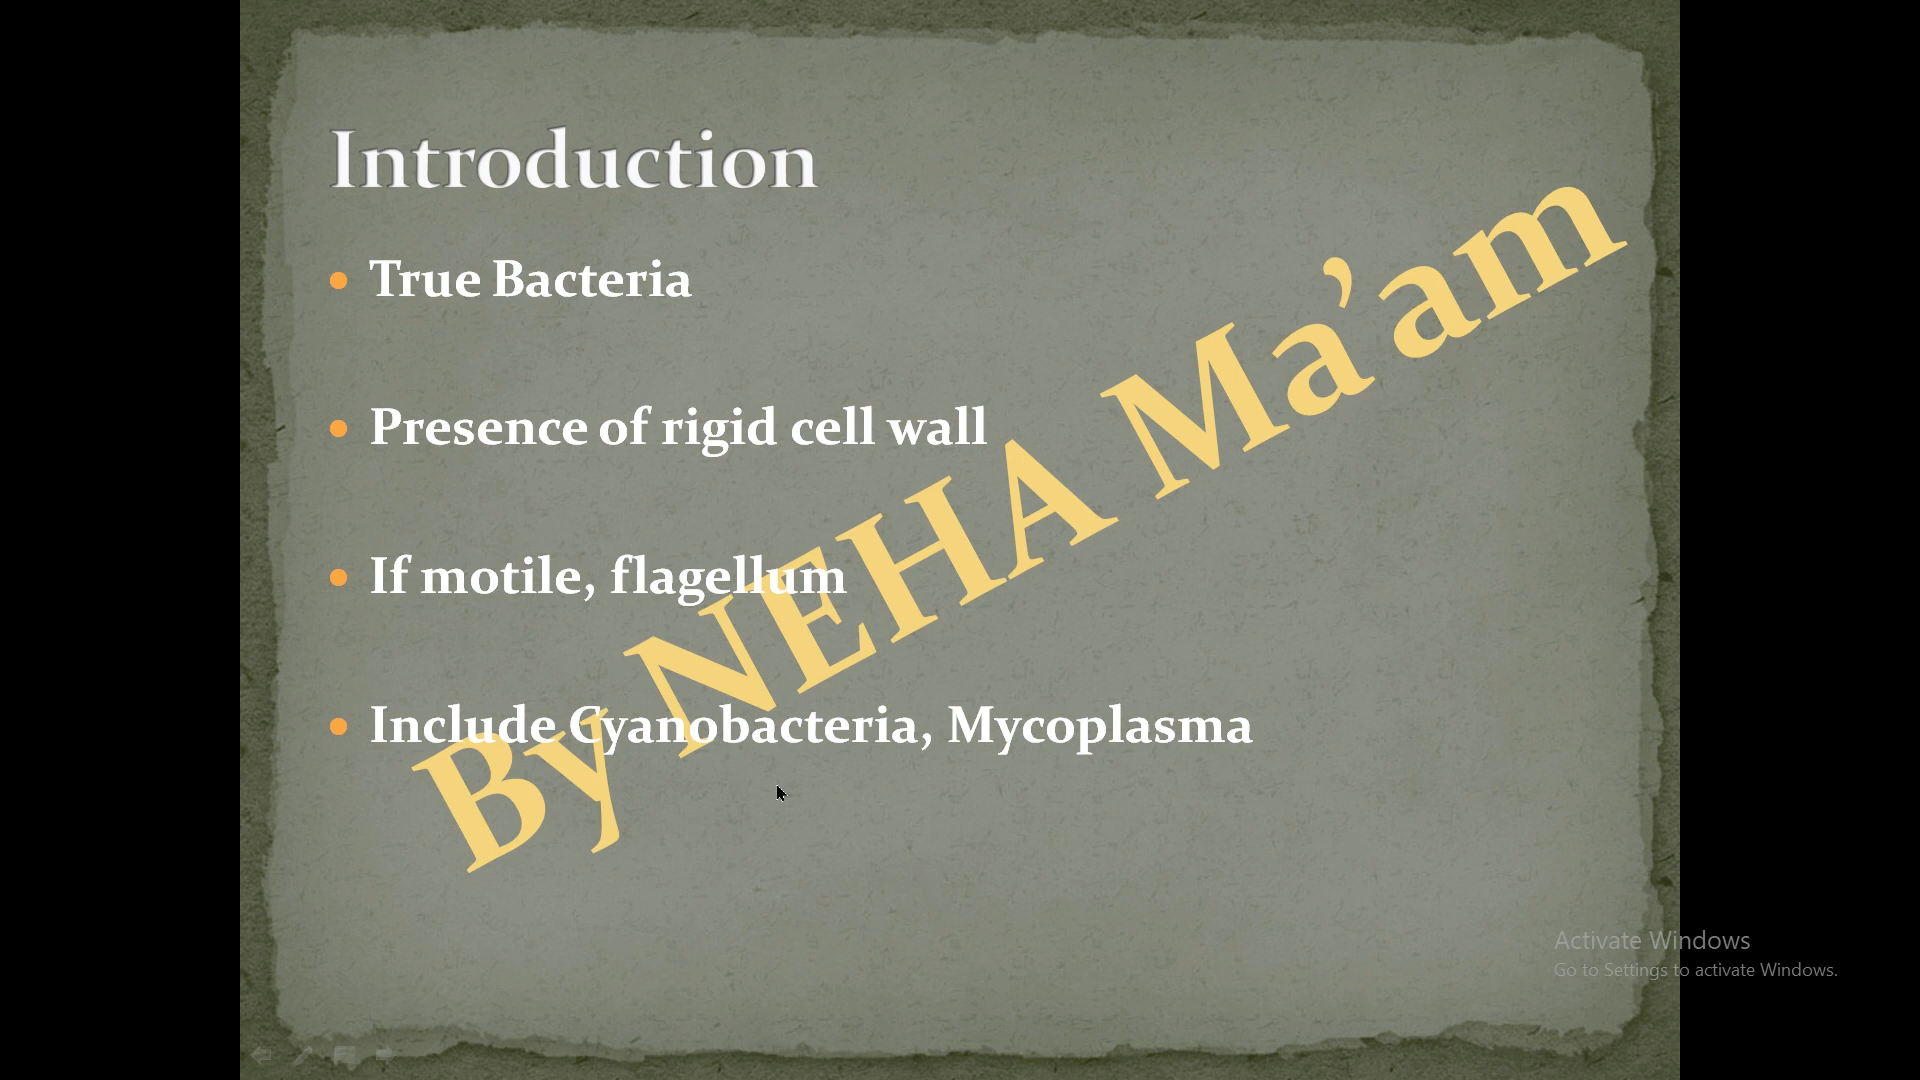 Introduction
True Bacteria
Presence of rigid cell wall
If motile, flagellum
Include Cyanobacteria, Mycoplasma
By NEHA Ma’am
Activate Windows
Go to Settings to activate Windows.